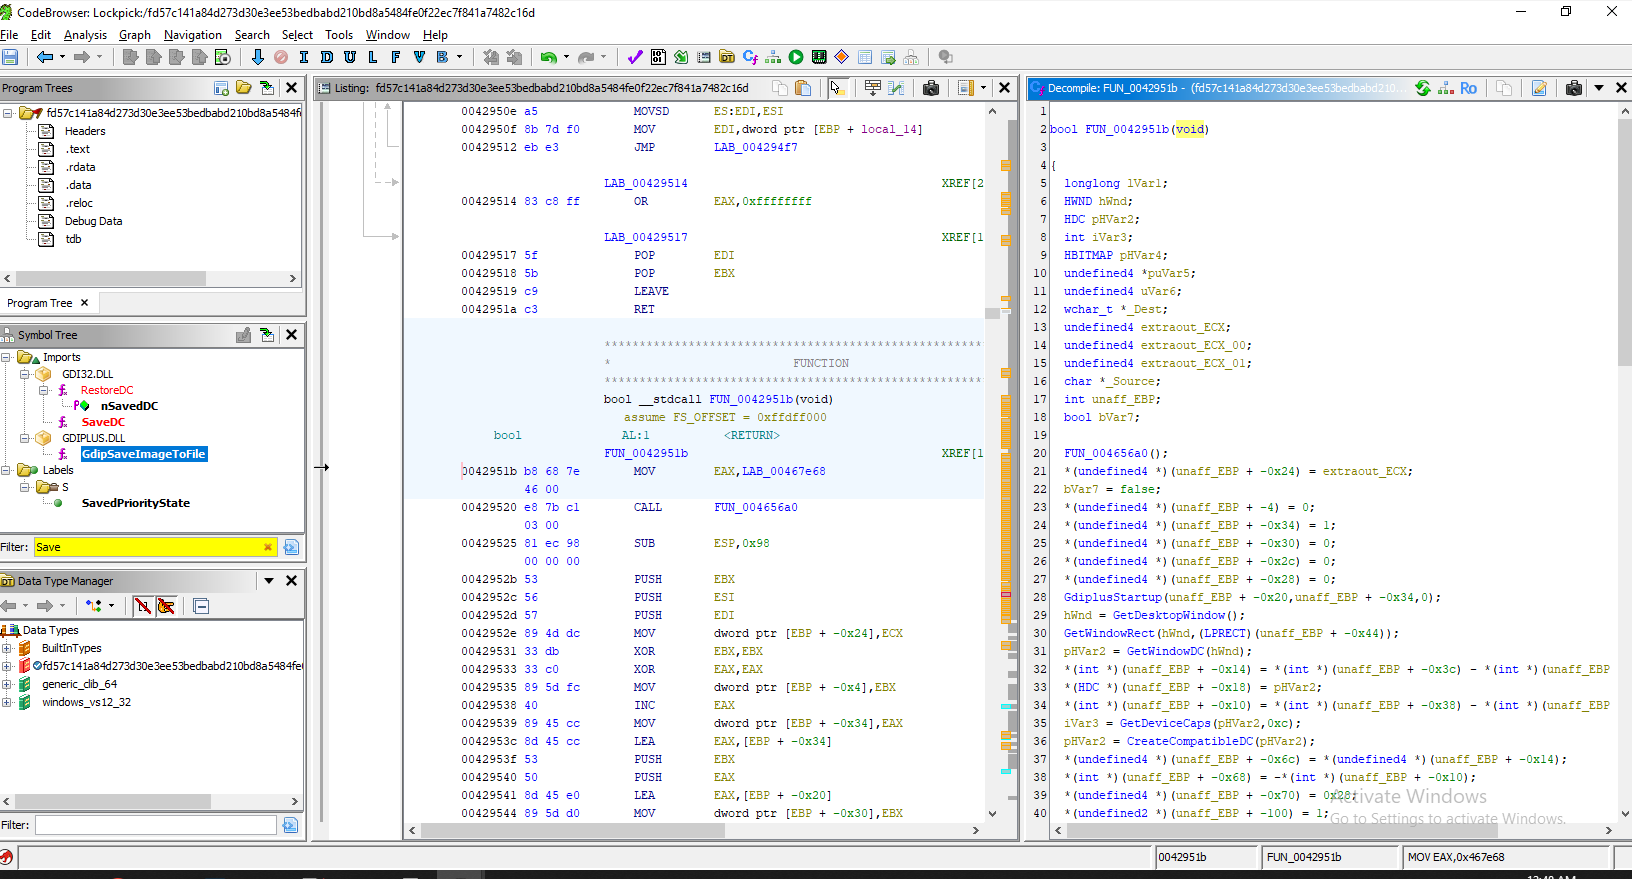 CodeBrowser: Lockpick:/fd57c141a84d273d30e3ee53bedbabd210bd8a5484fe0f22ec7f841a7482c16d
File Edit Analysis Graph Navigation Search Select Tools Window Help
I D U L F V B
Program Trees
fd57c141a84d273d30e3ee53bedbabd210bd8a5484f
Headers
.text
.rdata
.data
.reloc
Debug Data
tdb
Program Tree
Symbol Tree
Imports
GDI32.DLL
RestoreDC
nSavedDC
SaveDC
GDIPLUS.DLL
GdipSaveImageToFile
Labels
S
SavedPriorityState
Filter: Save
Data Type Manager
Data Types
BuiltInTypes
fd57c141a84d273d30e3ee53bedbabd210bd8a5484fe
generic_clib_64
windows_vs12_32
Filter:
Listing: fd57c141a84d273d30e3ee53bedbabd210bd8a5484fe0f22ec7f841a7482c16d
0042950e a5 MOVSD ES:EDI,ESI
0042950f 8b 7d f0 MOV EDI,dword ptr [EBP + local_14]
00429512 eb e3 JMP LAB_004294f7
LAB_00429514 XREF[2
00429514 83 c8 ff OR EAX,0xffffffff
LAB_00429517 XREF[1
00429517 5f POP EDI
00429518 5b POP EBX
00429519 c9 LEAVE
0042951a c3 RET
* FUNCTION
bool __stdcall FUN_0042951b(void)
assume FS_OFFSET = 0xffdff000
bool AL:1 <RETURN>
FUN_0042951b XREF[1
0042951b b8 68 7e MOV EAX,LAB_00467e68
46 00
00429520 e8 7b c1 CALL FUN_004656a0
03 00
00429525 81 ec 98 SUB ESP,0x98
00 00 00
0042952b 53 PUSH EBX
0042952c 56 PUSH ESI
0042952d 57 PUSH EDI
0042952e 89 4d dc MOV dword ptr [EBP + -0x24],ECX
00429531 33 db XOR EBX,EBX
00429533 33 c0 XOR EAX,EAX
00429535 89 5d fc MOV dword ptr [EBP + -0x4],EBX
00429538 40 INC EAX
00429539 89 45 cc MOV dword ptr [EBP + -0x34],EAX
0042953c 8d 45 cc LEA EAX,[EBP + -0x34]
0042953f 53 PUSH EBX
00429540 50 PUSH EAX
00429541 8d 45 e0 LEA EAX,[EBP + -0x20]
00429544 89 5d d0 MOV dword ptr [EBP + -0x30],EBX
Decompile: FUN_0042951b - (fd57c141a84d273d30e3ee53bedbabd210...
Ro
1
2 bool FUN_0042951b(void)
3
4 {
5 longlong lVar1;
6 HWND hWnd;
7 HDC pHVar2;
8 int iVar3;
9 HBITMAP pHVar4;
10 undefined4 *puVar5;
11 undefined4 uVar6;
12 wchar_t *_Dest;
13 undefined4 extraout_ECX;
14 undefined4 extraout_ECX_00;
15 undefined4 extraout_ECX_01;
16 char *_Source;
17 int unaff_EBP;
18 bool bVar7;
19
20 FUN_004656a0();
21 *(undefined4 *)(unaff_EBP + -0x24) = extraout_ECX;
22 bVar7 = false;
23 *(undefined4 *)(unaff_EBP + -4) = 0;
24 *(undefined4 *)(unaff_EBP + -0x34) = 1;
25 *(undefined4 *)(unaff_EBP + -0x30) = 0;
26 *(undefined4 *)(unaff_EBP + -0x2c) = 0;
27 *(undefined4 *)(unaff_EBP + -0x28) = 0;
28 GdiplusStartup(unaff_EBP + -0x20,unaff_EBP + -0x34,0);
29 hWnd = GetDesktopWindow();
30 GetWindowRect(hWnd,(LPRECT)(unaff_EBP + -0x44));
31 pHVar2 = GetWindowDC(hWnd);
32 *(int *)(unaff_EBP + -0x14) = *(int *)(unaff_EBP + -0x3c) - *(int *)(unaff_EBP
33 *(HDC *)(unaff_EBP + -0x18) = pHVar2;
34 *(int *)(unaff_EBP + -0x10) = *(int *)(unaff_EBP + -0x38) - *(int *)(unaff_EBP
35 iVar3 = GetDeviceCaps(pHVar2,0xc);
36 pHVar2 = CreateCompatibleDC(pHVar2);
37 *(undefined4 *)(unaff_EBP + -0x6c) = *(undefined4 *)(unaff_EBP + -0x14);
38 *(int *)(unaff_EBP + -0x68) = -*(int *)(unaff_EBP + -0x10);
39 *(undefined4 *)(unaff_EBP + -0x70) = 0x28;
40 *(undefined2 *)(unaff_EBP + -100) = 1;
Activate Windows
Go to Settings to activate Windows.
0042951b FUN_0042951b MOV EAX,0x467e68